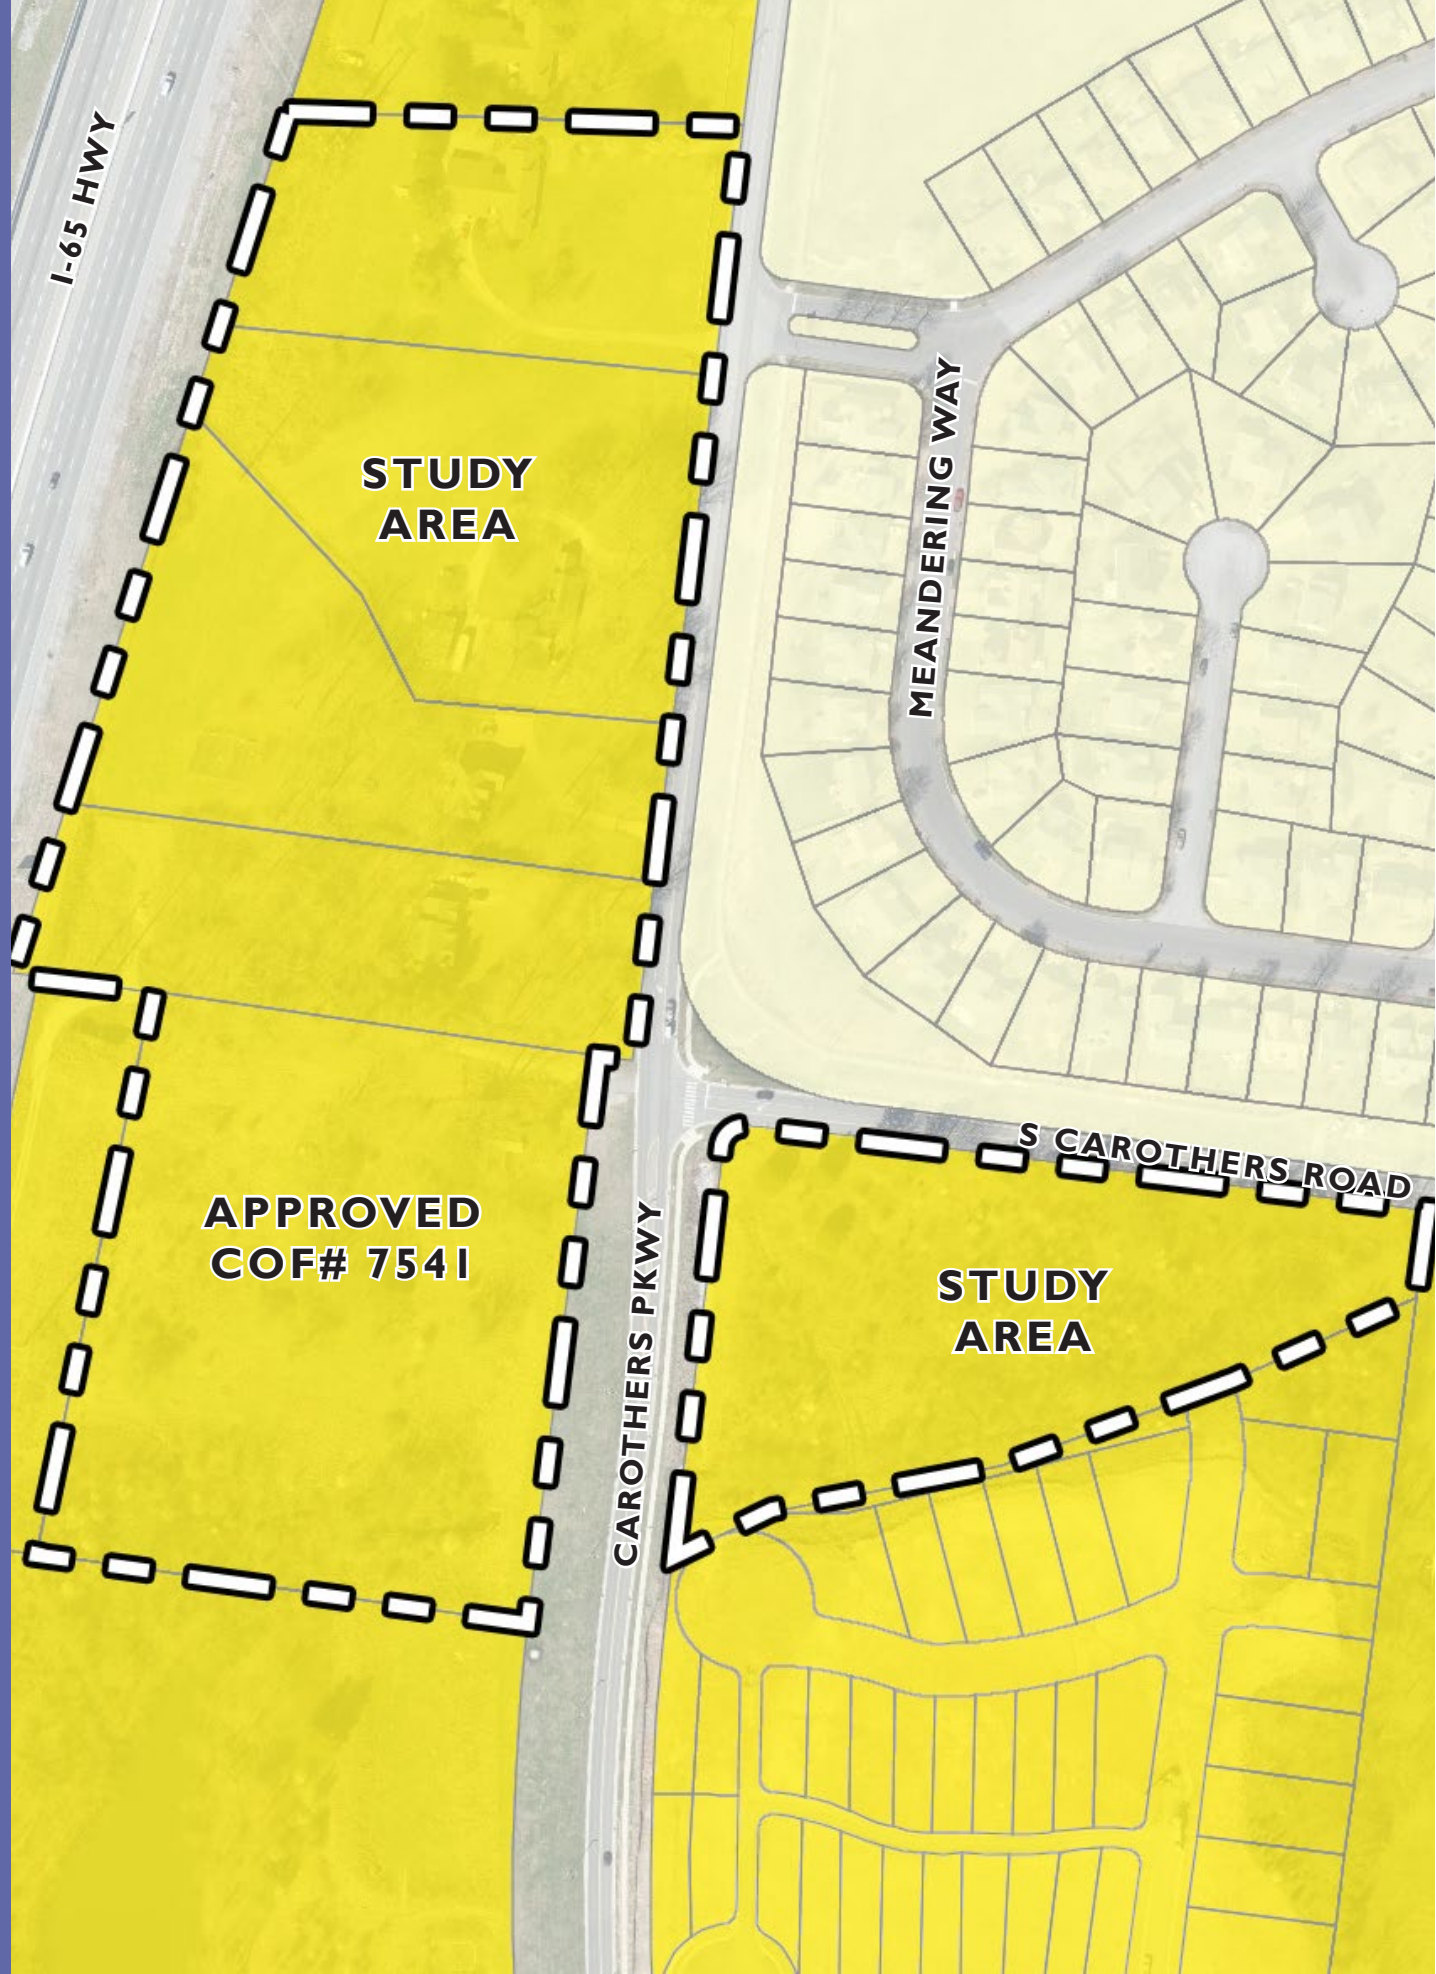 I-65 HWY
STUDY
AREA
MEANDERING WAY
S CAROTHERS ROAD
APPROVED
COF# 7541
CAROTHERS PKWY
STUDY
AREA